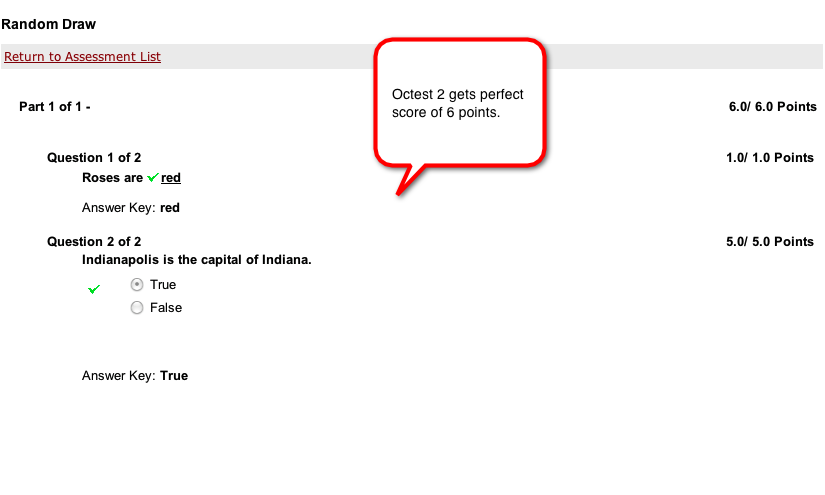 Random Draw
Return to Assessment List
Octest 2 gets perfect
score of 6 points.
Part 1 of 1 -
6.0/ 6.0 Points
Question 1 of 2
1.0/ 1.0 Points
Roses are red
Answer Key: red
Question 2 of 2
5.0/ 5.0 Points
Indianapolis is the capital of Indiana.
True
False
Answer Key: True